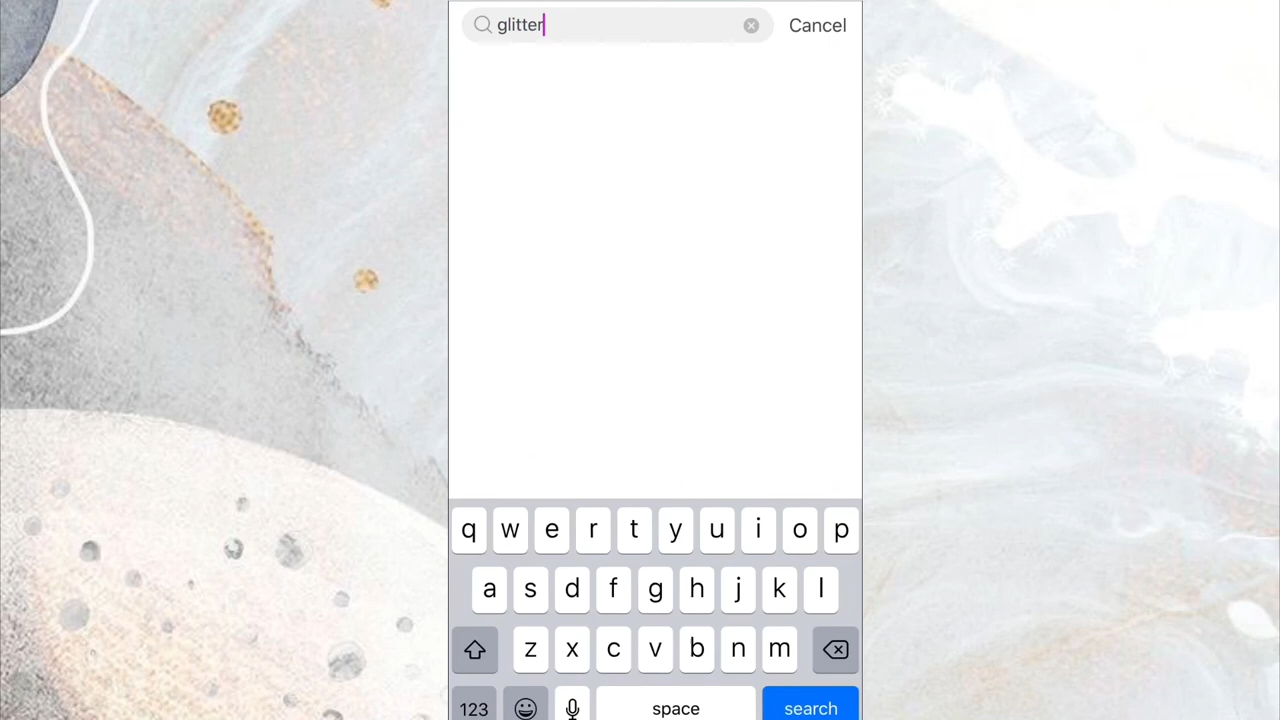 glitter
Cancel
q w e r t y u i o p
a s d f g h j k l
z x c v b n m
123 space search